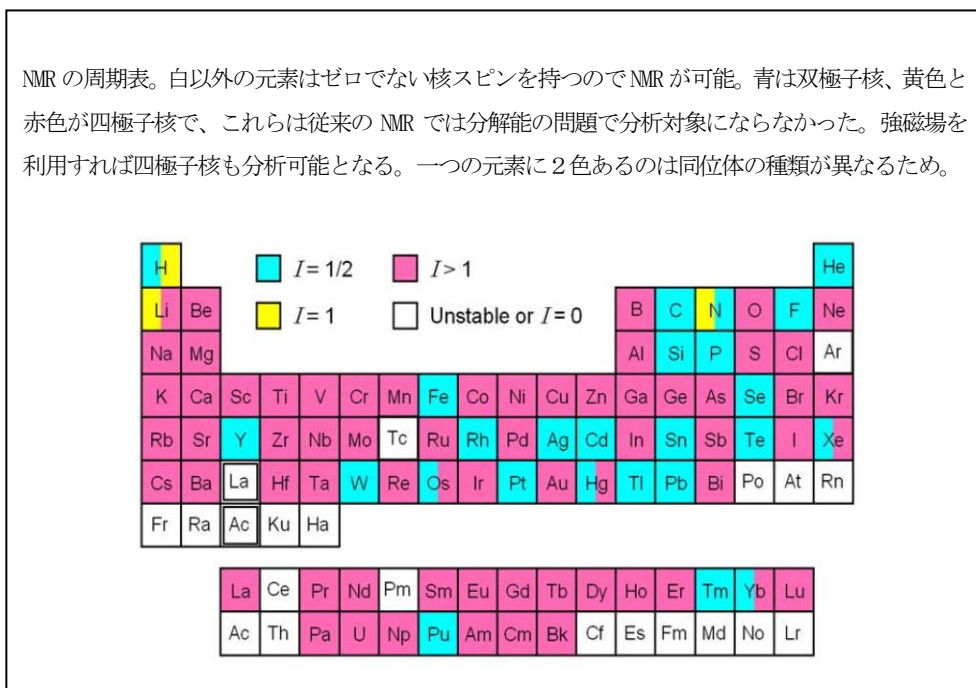 NMR の周期表。白以外の元素はゼロでない核スピンを持つので NMR が可能。青は双極子核、黄色と
赤色が四極子核で、これらは従来の NMR では分解能の問題で分析対象にならなかった。強磁場を
利用すれば四極子核も分析可能となる。一つの元素に２色あるのは同位体の種類が異なるため。
H I = 1/2 I > 1 He
Li Be I = 1 Unstable or I = 0 B C N O F Ne
Na Mg Al Si P S Cl Ar
K Ca Sc Ti V Cr Mn Fe Co Ni Cu Zn Ga Ge As Se Br Kr
Rb Sr Y Zr Nb Mo Tc Ru Rh Pd Ag Cd In Sn Sb Te I Xe
Cs Ba La Hf Ta W Re Os Ir Pt Au Hg Tl Pb Bi Po At Rn
Fr Ra Ac Ku Ha
La Ce Pr Nd Pm Sm Eu Gd Tb Dy Ho Er Tm Yb Lu
Ac Th Pa U Np Pu Am Cm Bk Cf Es Fm Md No Lr